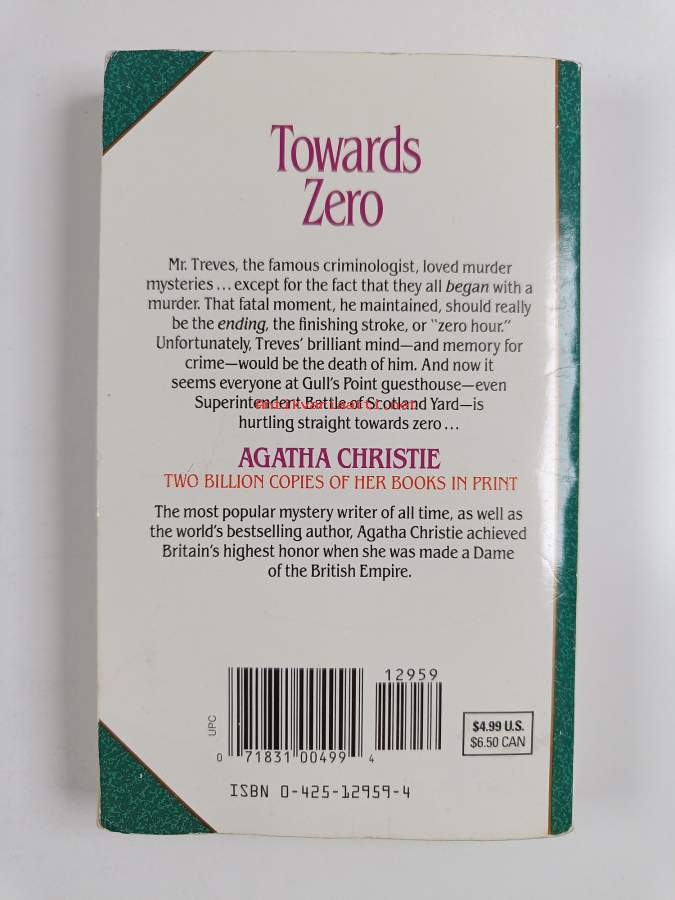 Towards
Zero
Mr. Treves, the famous criminologist, loved murder
mysteries ... except for the fact that they all began with a
murder. That fatal moment, he maintained, should really
be the ending, the finishing stroke, or "zero hour."
Unfortunately, Treves' brilliant mind—and memory for
crime—would be the death of him. And now it
seems everyone at Gull's Point guesthouse—even
Superintendent Battle of Scotland Yard—is
hurtling straight towards zero ...
AGATHA CHRISTIE
TWO BILLION COPIES OF HER BOOKS IN PRINT
The most popular mystery writer of all time, as well as
the world's bestselling author, Agatha Christie achieved
Britain's highest honor when she was made a Dame
of the British Empire.
12959
UPC
0 71831 00499 4
$4.99 U.S.
$6.50 CAN
ISBN 0-425-12959-4